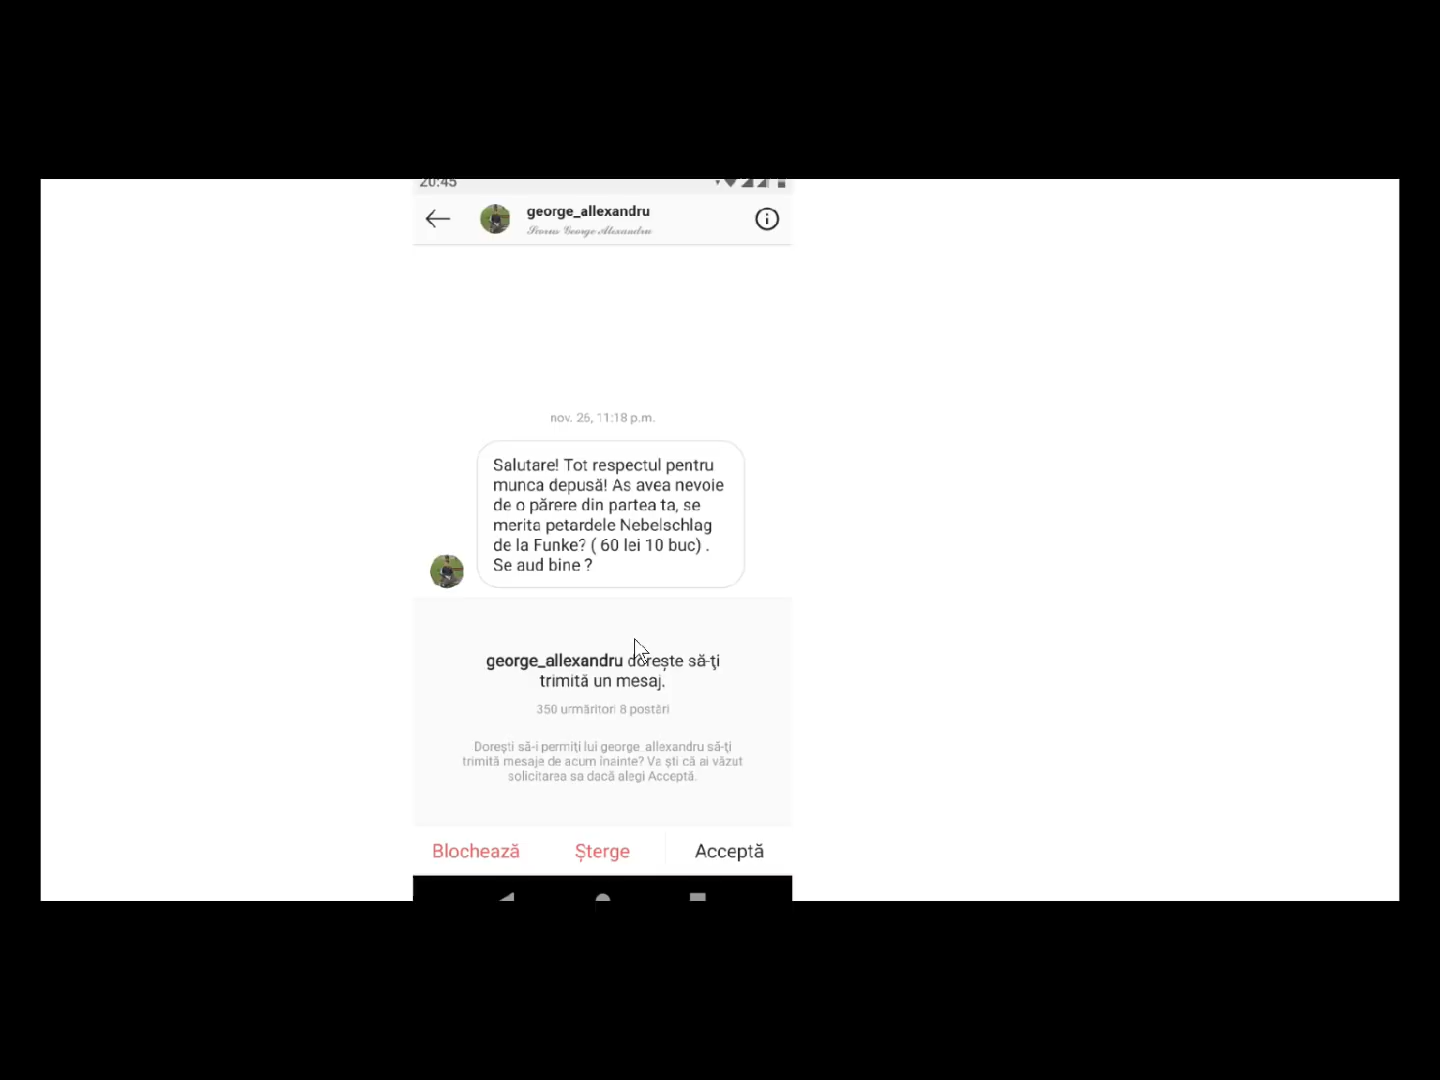 20:45
george_allexandru
George Alexandru
nov. 26, 11:18 p.m.
Salutare! Tot respectul pentru
munca depusă! As avea nevoie
de o părere din partea ta, se
merita petardele Nebelschlag
de la Funke? ( 60 lei 10 buc) .
Se aud bine ?
george_allexandru dorește să-ți
trimită un mesaj.
350 urmăritori 8 postări
Dorești să-i permiți lui george_allexandru să-ți
trimită mesaje de acum înainte? Va ști că ai văzut
solicitarea sa dacă alegi Acceptă.
Blochează Șterge Acceptă